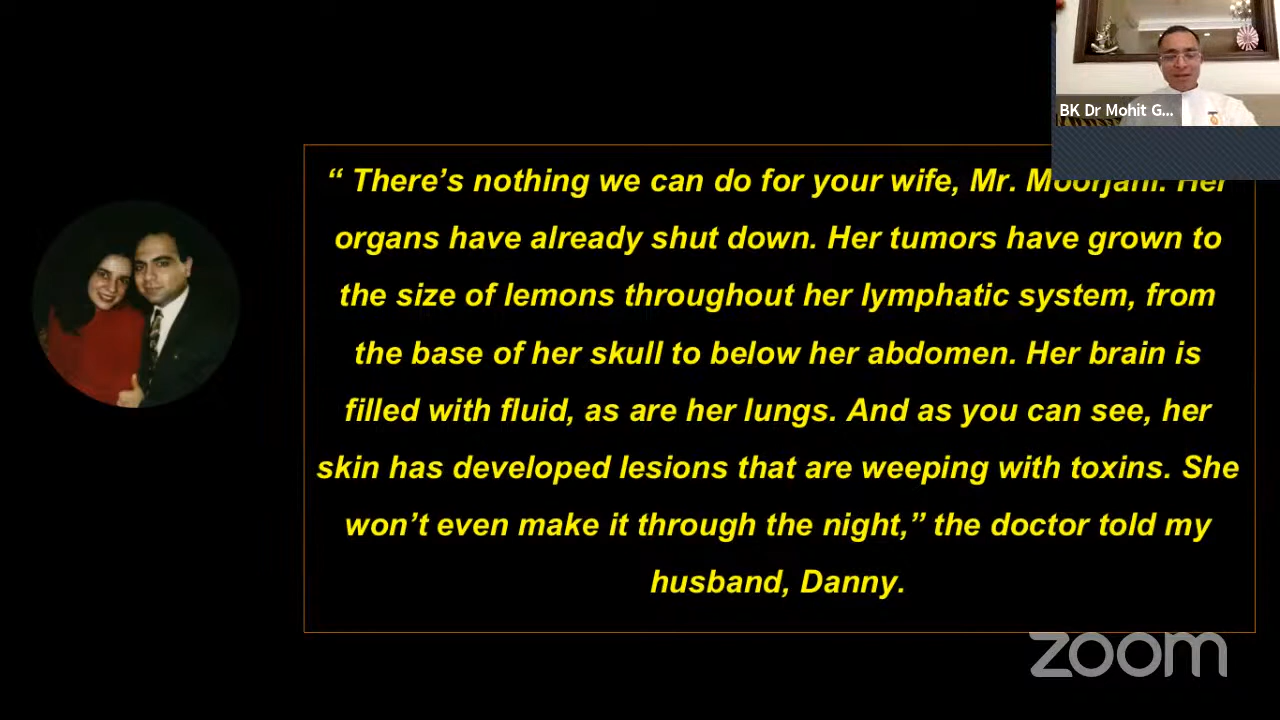 BK Dr Mohit G...
“ There’s nothing we can do for your wife, Mr. Moorjani. Her
organs have already shut down. Her tumors have grown to
the size of lemons throughout her lymphatic system, from
the base of her skull to below her abdomen. Her brain is
filled with fluid, as are her lungs. And as you can see, her
skin has developed lesions that are weeping with toxins. She
won’t even make it through the night,” the doctor told my
husband, Danny.
zoom